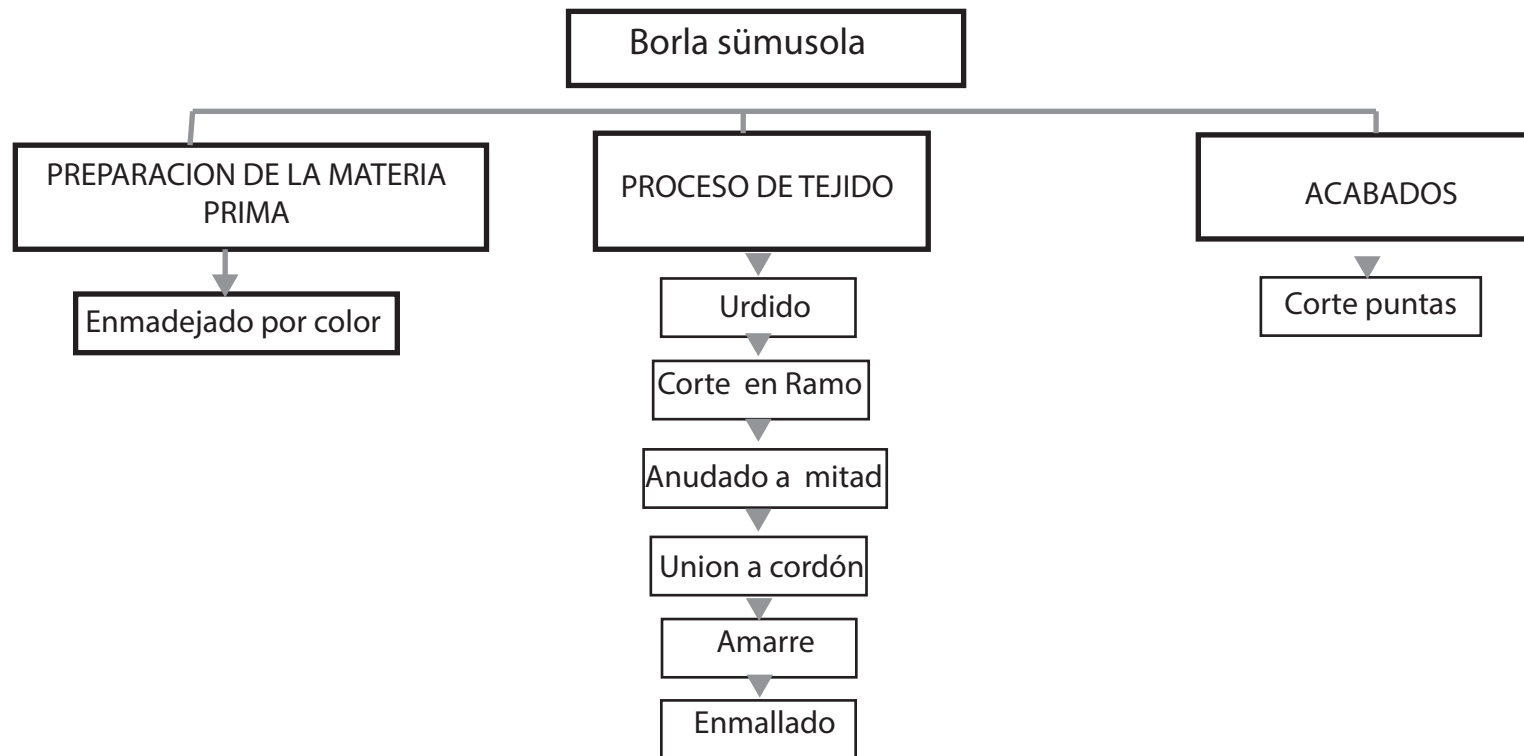 Borla sümusola
PREPARACION DE LA MATERIA
PRIMA
Enmadejado por color
PROCESO DE TEJIDO
Urdido
Corte en Ramo
Anudado a mitad
Union a cordón
Amarre
Enmallado
ACABADOS
Corte puntas